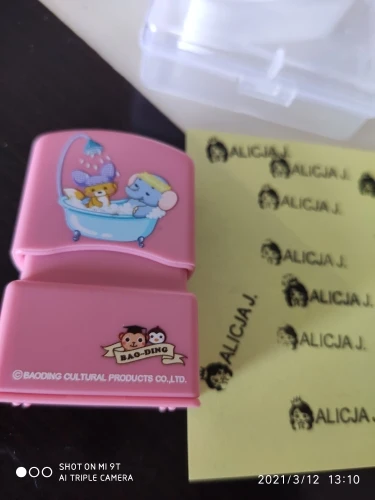 ALICJA J.
ALICJA J.
ALICJA J.
ALICJA J.
ALICJA J.
ALICJA J.
ALICJA J.
ALICJA J.
BAO-DING
©BAODING CULTURAL PRODUCTS CO.,LTD.
SHOT ON MI 9T
AI TRIPLE CAMERA
2021/3/12 13:10